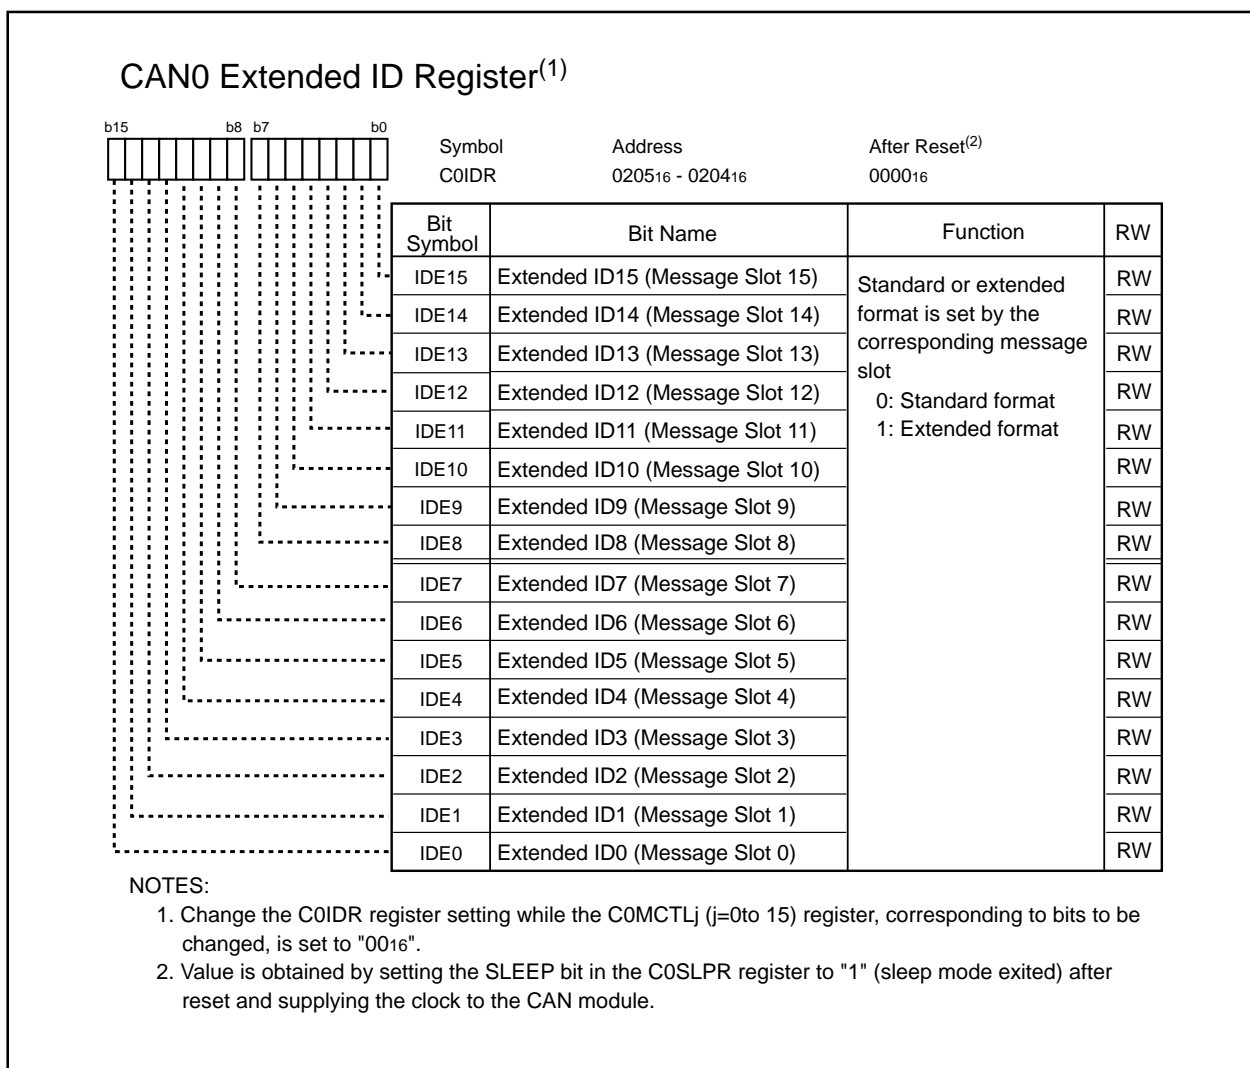 CAN0 Extended ID Register(1)
b15 b8 b7 b0
Symbol Address After Reset(2)
C0IDR 020516 - 020416 000016
Bit Symbol Bit Name Function RW
IDE15 Extended ID15 (Message Slot 15) RW
Standard or extended
IDE14 Extended ID14 (Message Slot 14) RW
format is set by the
IDE13 Extended ID13 (Message Slot 13) RW
corresponding message
slot
IDE12 Extended ID12 (Message Slot 12) RW
0: Standard format
IDE11 Extended ID11 (Message Slot 11) RW
1: Extended format
IDE10 Extended ID10 (Message Slot 10) RW
IDE9 Extended ID9 (Message Slot 9) RW
IDE8 Extended ID8 (Message Slot 8) RW
IDE7 Extended ID7 (Message Slot 7) RW
IDE6 Extended ID6 (Message Slot 6) RW
IDE5 Extended ID5 (Message Slot 5) RW
IDE4 Extended ID4 (Message Slot 4) RW
IDE3 Extended ID3 (Message Slot 3) RW
IDE2 Extended ID2 (Message Slot 2) RW
IDE1 Extended ID1 (Message Slot 1) RW
IDE0 Extended ID0 (Message Slot 0) RW
NOTES:
1. Change the C0IDR register setting while the C0MCTLj (j=0to 15) register, corresponding to bits to be
changed, is set to "0016".
2. Value is obtained by setting the SLEEP bit in the C0SLPR register to "1" (sleep mode exited) after
reset and supplying the clock to the CAN module.